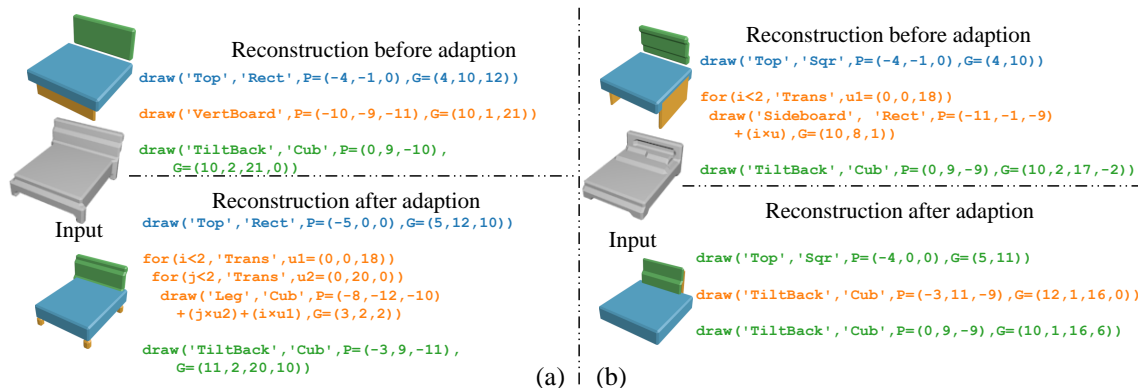 Reconstruction before adaption
draw('Top','Rect',P=(-4,-1,0),G=(4,10,12))
draw('VertBoard',P=(-10,-9,-11),G=(10,1,21))
draw('TiltBack','Cub',P=(0,9,-10),
G=(10,2,21,0))
Input
Reconstruction after adaption
draw('Top','Rect',P=(-5,0,0),G=(5,12,10))
for(i<2,'Trans',u1=(0,0,18))
for(j<2,'Trans',u2=(0,20,0))
draw('Leg','Cub',P=(-8,-12,-10)
+(j×u2)+(i×u1),G=(3,2,2))
draw('TiltBack','Cub',P=(-3,9,-11),
G=(11,2,20,10))
(a)
Reconstruction before adaption
draw('Top','Sqr',P=(-4,-1,0),G=(4,10))
for(i<2,'Trans',u1=(0,0,18))
draw('Sideboard', 'Rect',P=(-11,-1,-9)
+(i×u),G=(10,8,1))
draw('TiltBack','Cub',P=(0,9,-9),G=(10,2,17,-2))
Input
Reconstruction after adaption
draw('Top','Sqr',P=(-4,0,0),G=(5,11))
draw('TiltBack','Cub',P=(-3,11,-9),G=(12,1,16,0))
draw('TiltBack','Cub',P=(0,9,-9),G=(10,1,16,6))
(b)